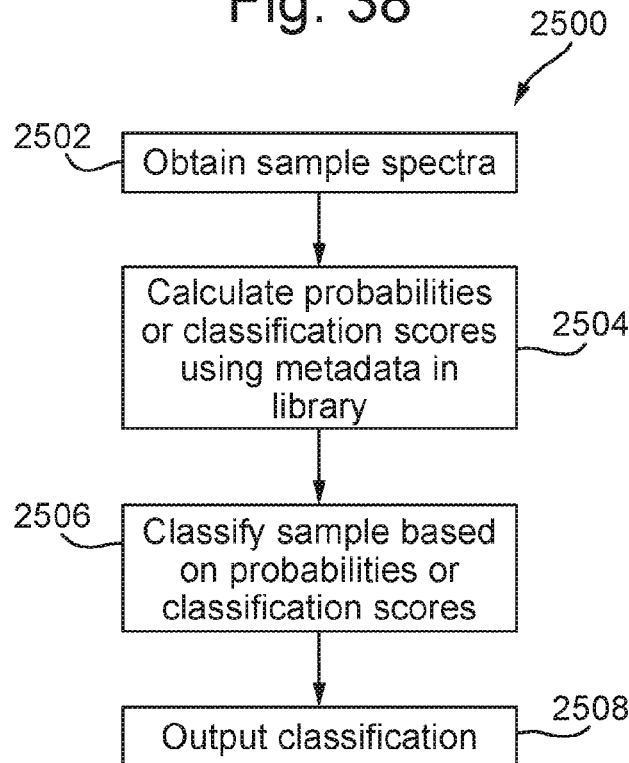 Fig. 38
2500
2502
Obtain sample spectra
Calculate probabilities
or classification scores
using metadata in
library
2504
2506
Classify sample based
on probabilities or
classification scores
Output classification
2508